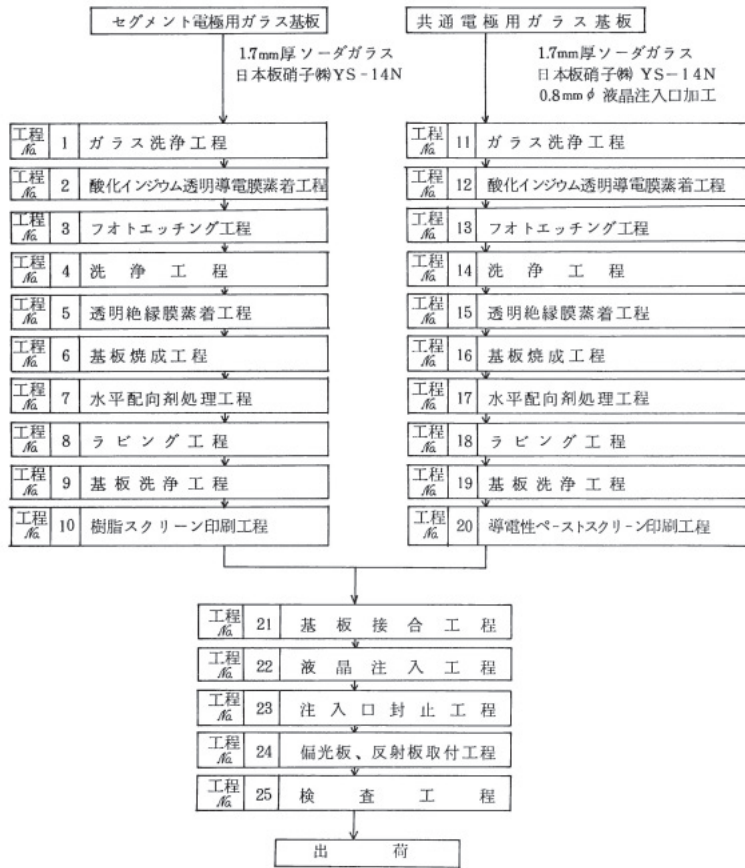 セグメント電極用ガラス基板
1.7mm厚ソーダガラス
日本板硝子㈱YS-14N
工程№ 1 ガラス洗浄工程
工程№ 2 酸化インジウム透明導電膜蒸着工程
工程№ 3 フオトエッチング工程
工程№ 4 洗浄工程
工程№ 5 透明絶縁膜蒸着工程
工程№ 6 基板焼成工程
工程№ 7 水平配向剤処理工程
工程№ 8 ラビング工程
工程№ 9 基板洗浄工程
工程№ 10 樹脂スクリーン印刷工程
共通電極用ガラス基板
1.7mm厚ソーダガラス
日本板硝子㈱ YS-14N
0.8mmφ 液晶注入口加工
工程№ 11 ガラス洗浄工程
工程№ 12 酸化インジウム透明導電膜蒸着工程
工程№ 13 フオトエッチング工程
工程№ 14 洗浄工程
工程№ 15 透明絶縁膜蒸着工程
工程№ 16 基板焼成工程
工程№ 17 水平配向剤処理工程
工程№ 18 ラビング工程
工程№ 19 基板洗浄工程
工程№ 20 導電性ペーストスクリーン印刷工程
工程№ 21 基板接合工程
工程№ 22 液晶注入工程
工程№ 23 注入口封止工程
工程№ 24 偏光板、反射板取付工程
工程№ 25 検査工程
出荷